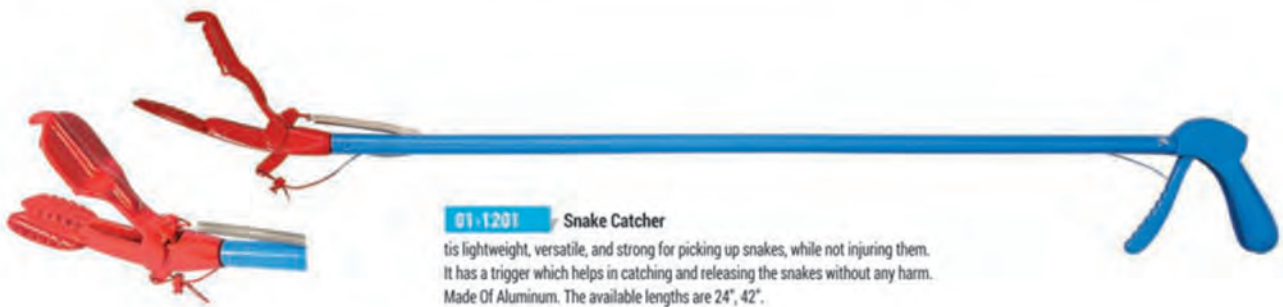 01-1201 Snake Catcher
tis lightweight, versatile, and strong for picking up snakes, while not injuring them.
It has a trigger which helps in catching and releasing the snakes without any harm.
Made Of Aluminum. The available lengths are 24", 42".